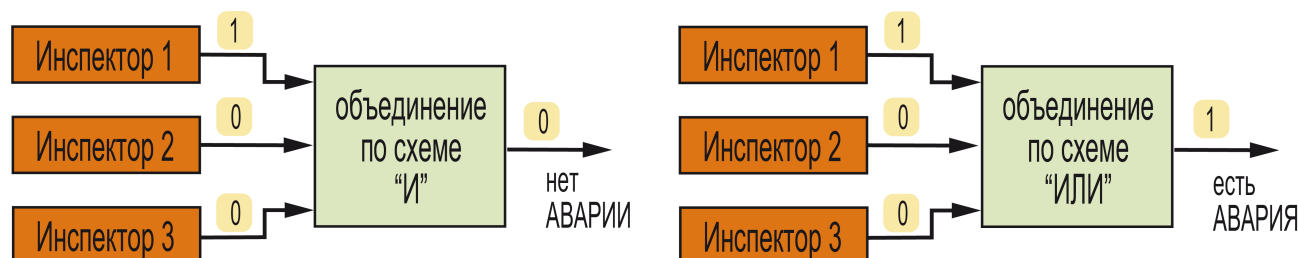 Инспектор 1
1
Инспектор 2
0
Инспектор 3
0
объединение
по схеме
“И”
0
нет
АВАРИИ
Инспектор 1
1
Инспектор 2
0
Инспектор 3
0
объединение
по схеме
“ИЛИ”
1
есть
АВАРИЯ